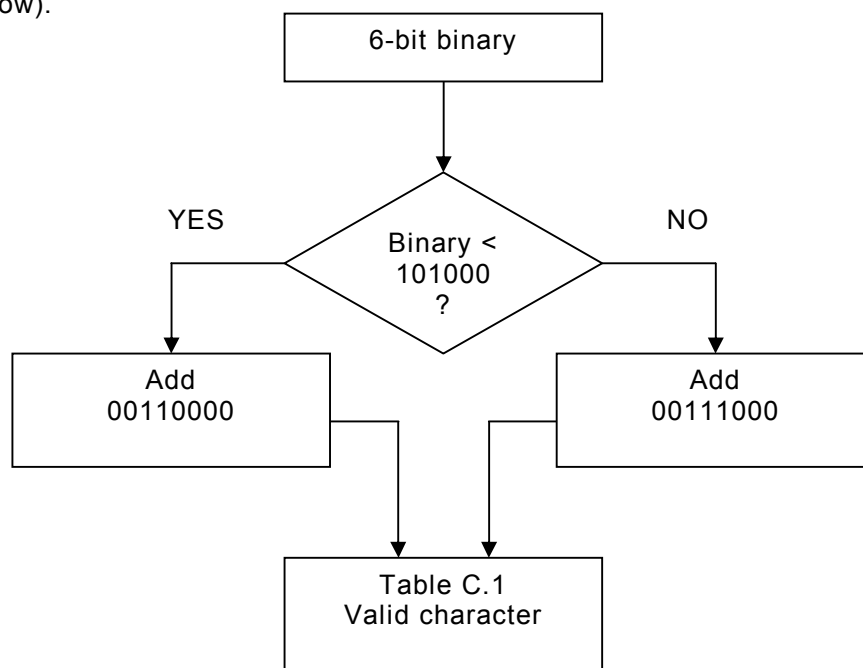 ow).
6-bit binary
YES
NO
Binary <
101000
?
Add
00110000
Add
00111000
Table C.1
Valid character